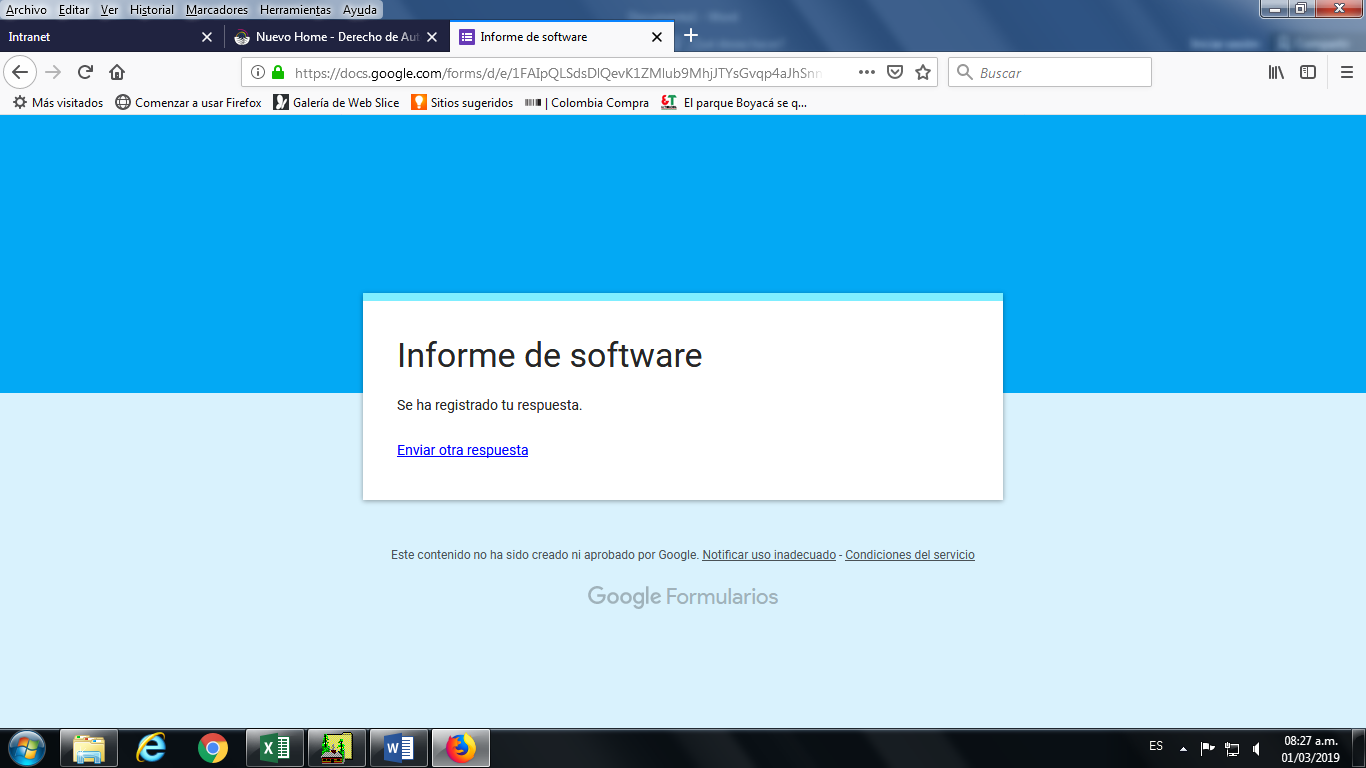 Archivo Editar Ver Historial Marcadores Herramientas Ayuda
Intranet
Nuevo Home - Derecho de Aut
Informe de software
https://docs.google.com/forms/d/e/1FAIpQLSdsDlQevK1ZMlub9MhjJTYsGvqp4aJhSnn
Buscar
Más visitados
Comenzar a usar Firefox
Galería de Web Slice
Sitios sugeridos
| Colombia Compra
El parque Boyacá se q...
Informe de software
Se ha registrado tu respuesta.
Enviar otra respuesta
Este contenido no ha sido creado ni aprobado por Google. Notificar uso inadecuado - Condiciones del servicio
Google Formularios
ES
08:27 a.m.
01/03/2019